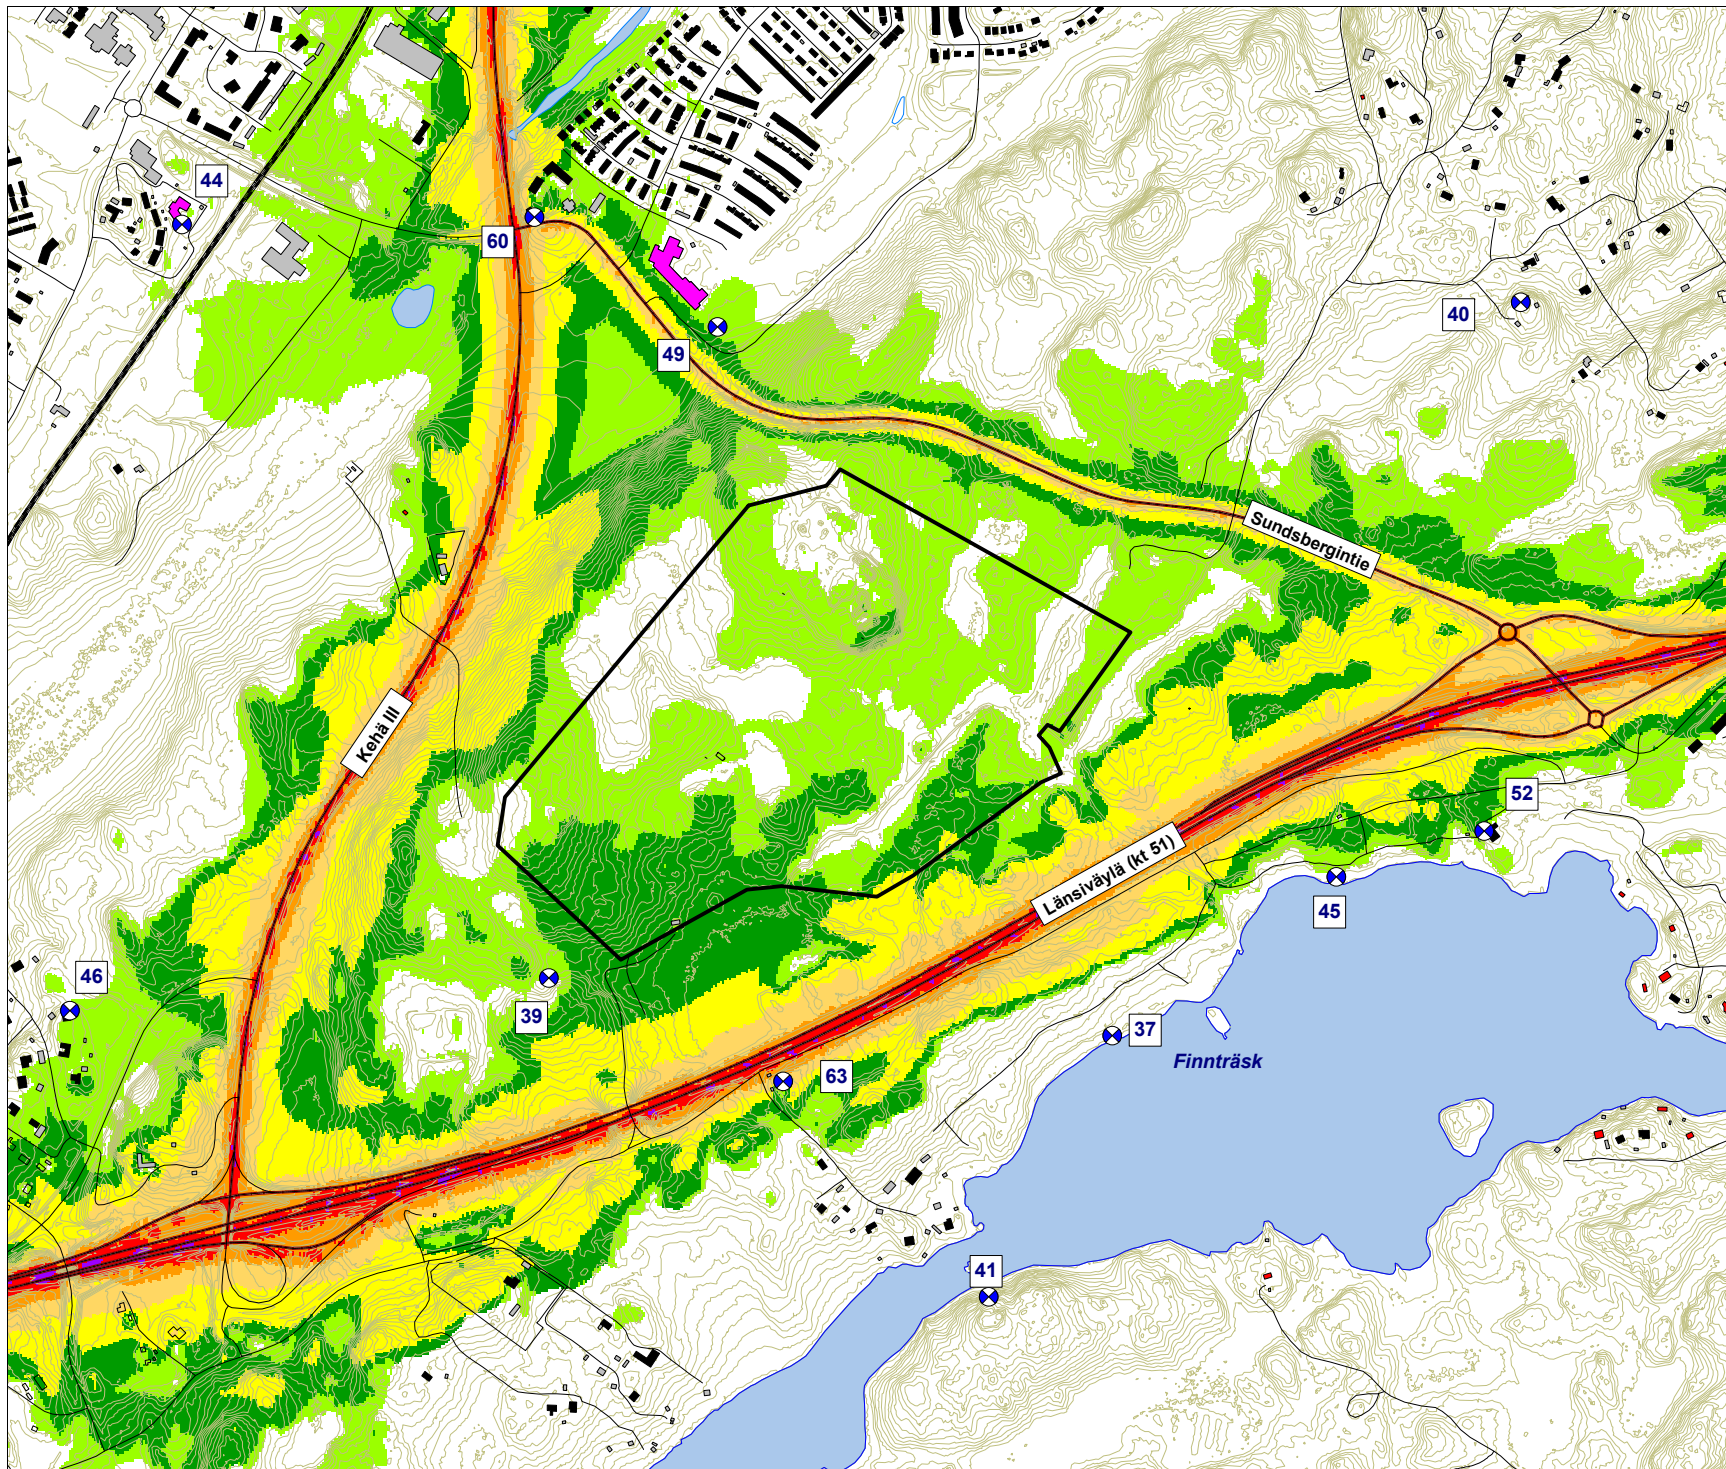 44
60
40
49
Sundsbergintie
Kehä III
52
Länsiväylä (kt 51)
45
46
39
37
Finnträsk
63
41